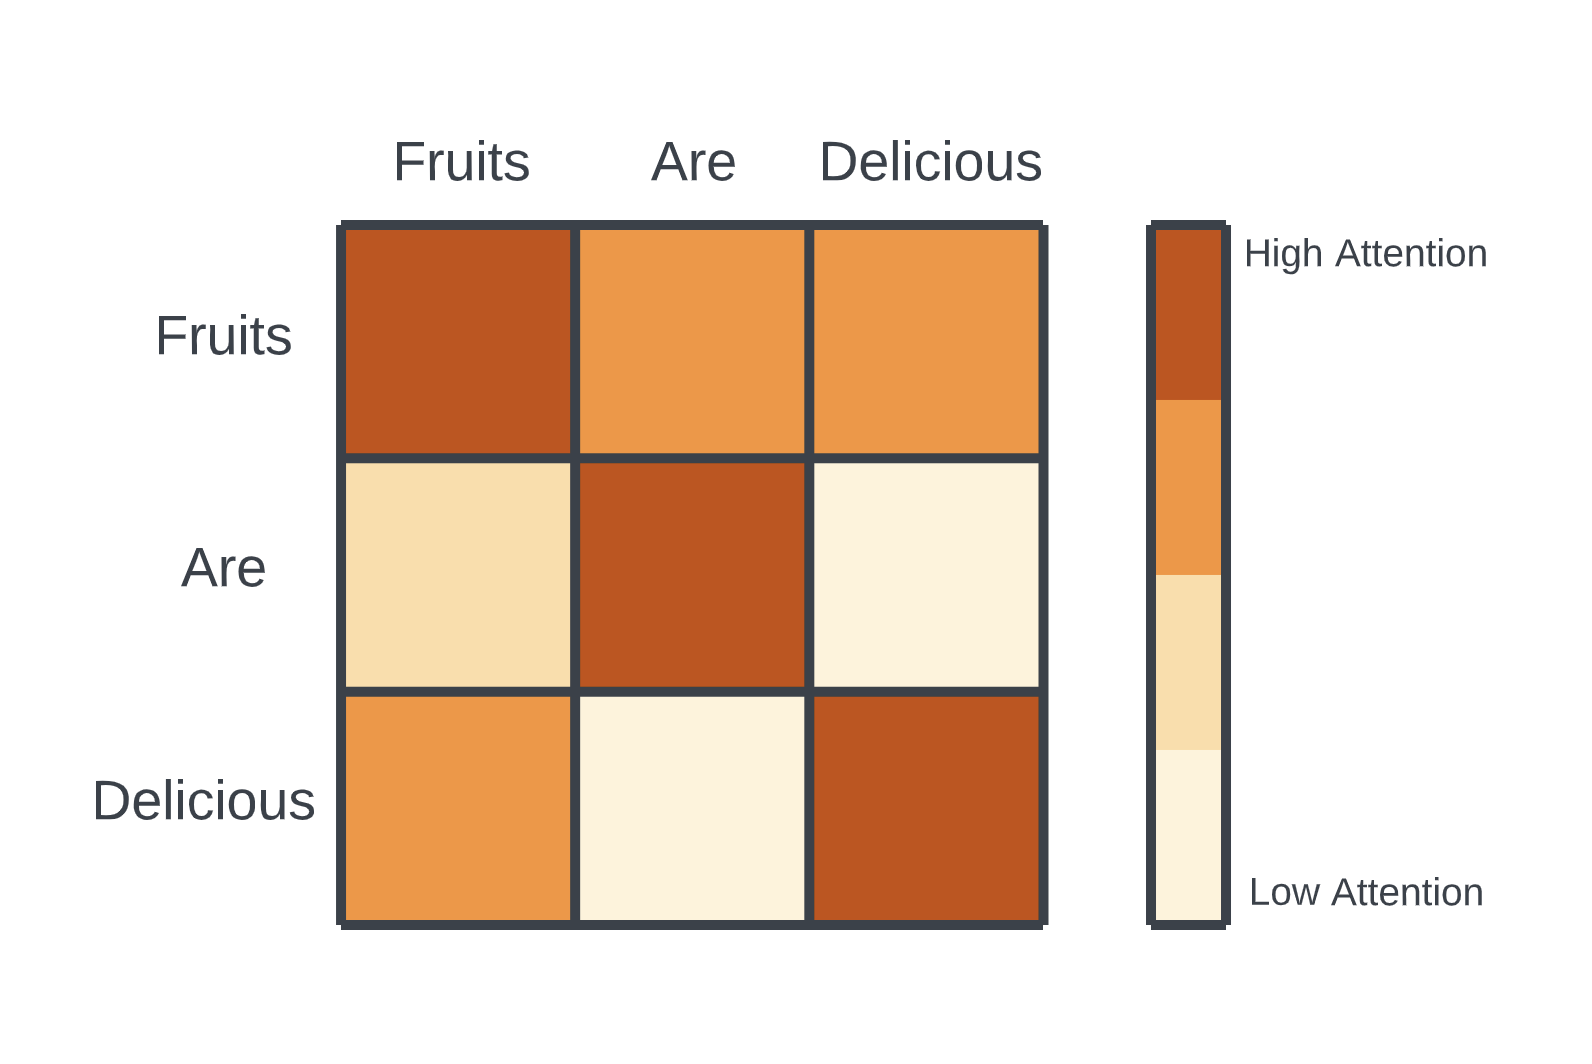 Fruits Are Delicious
High Attention
Fruits
Are
Delicious
Low Attention